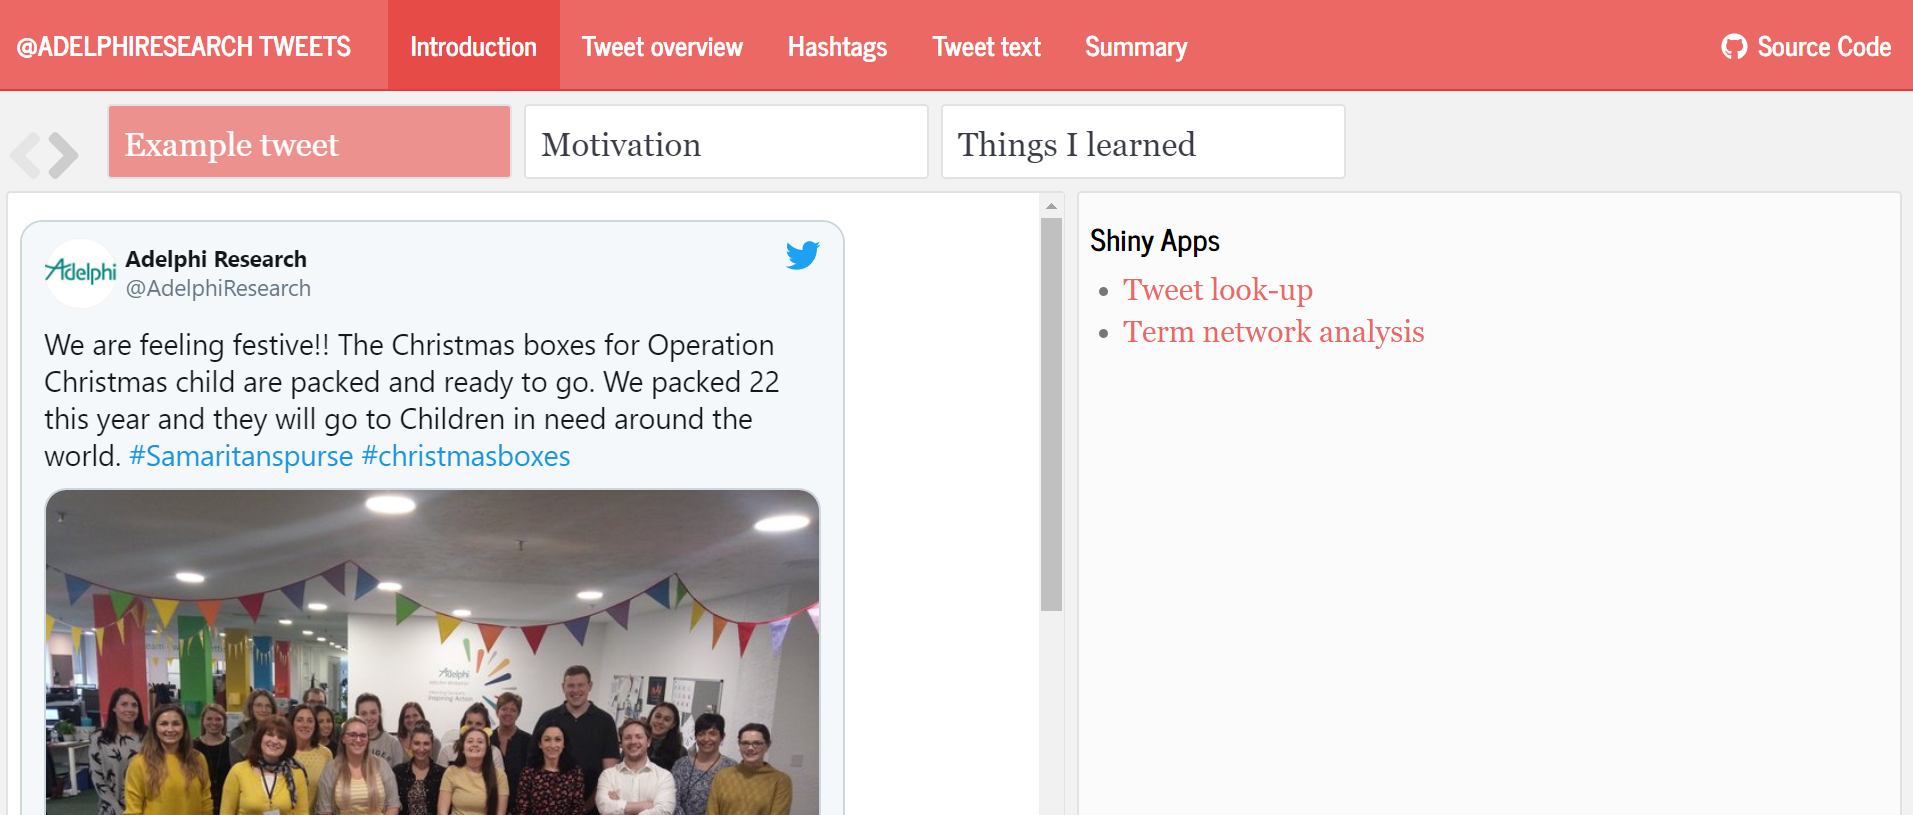 @ADELPHIRESEARCH TWEETS Introduction Tweet overview Hashtags Tweet text Summary Source Code
Example tweet Motivation Things I learned
Adelphi
Adelphi Research
@AdelphiResearch
We are feeling festive!! The Christmas boxes for Operation
Christmas child are packed and ready to go. We packed 22
this year and they will go to Children in need around the
world. #Samaritanspurse #christmasboxes
Adelphi
Inspiring Action
Shiny Apps
Tweet look-up
Term network analysis